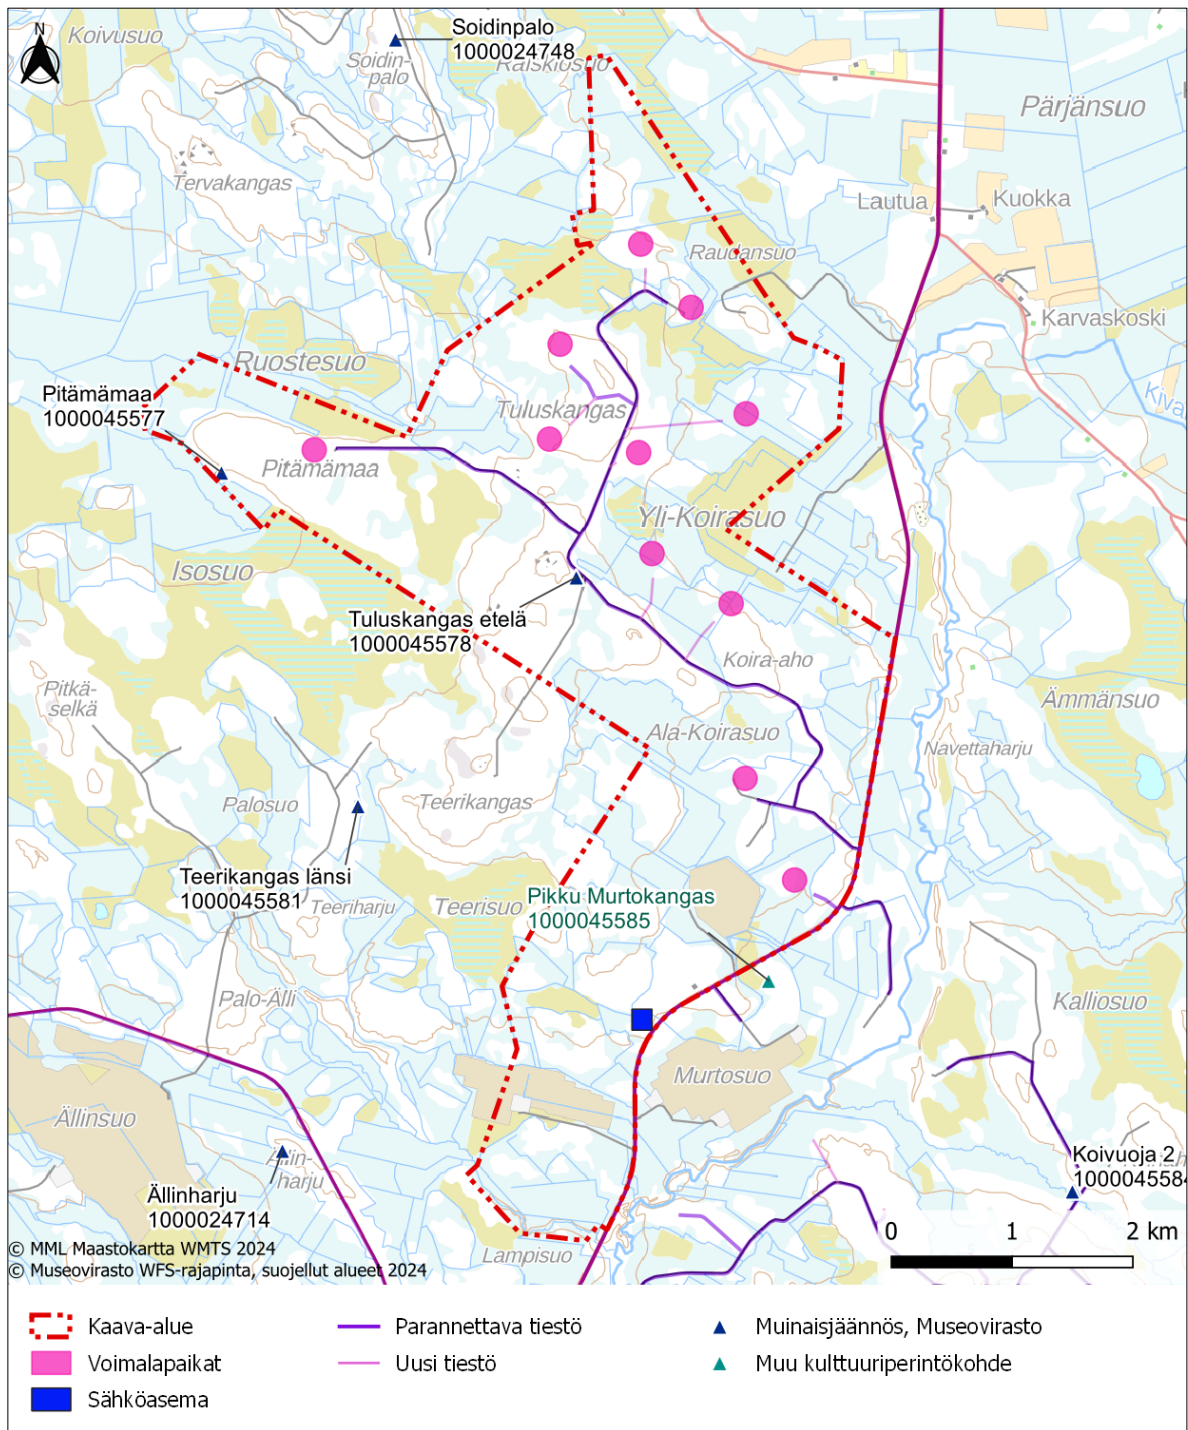 N
Koivusuo
Soidinpalo
1000024748
Soidin-
palo
Raiskiosuo
Pärjänsuo
Tervakangas
Lautua
Kuokka
Raudansuo
Karvaskoski
Ruostesuo
Pitämämaa
1000045577
Tuluskangas
Pitämämaa
Yli-Koirasuo
Isosuo
Tuluskangas etelä
1000045578
Koira-aho
Pitkä-
selkä
Ämmänsuo
Ala-Koirasuo
Navettaharju
Palosuo
Teerikangas
Teerikangas länsi
1000045581
Teeriharju
Teerisuo
Pikku Murtokangas
1000045585
Palo-Älli
Kalliosuo
Murtosuo
Ällinsuo
Ällin-
harju
Koivuoja 2
1000045584
Ällinharju
1000024714
Lampisuo
0 1 2 km
© MML Maastokartta WMTS 2024
© Museovirasto WFS-rajapinta, suojellut alueet 2024
Kaava-alue
Parannettava tiestö
Muinaisjäännös, Museovirasto
Voimalapaikat
Uusi tiestö
Muu kulttuuriperintökohde
Sähköasema